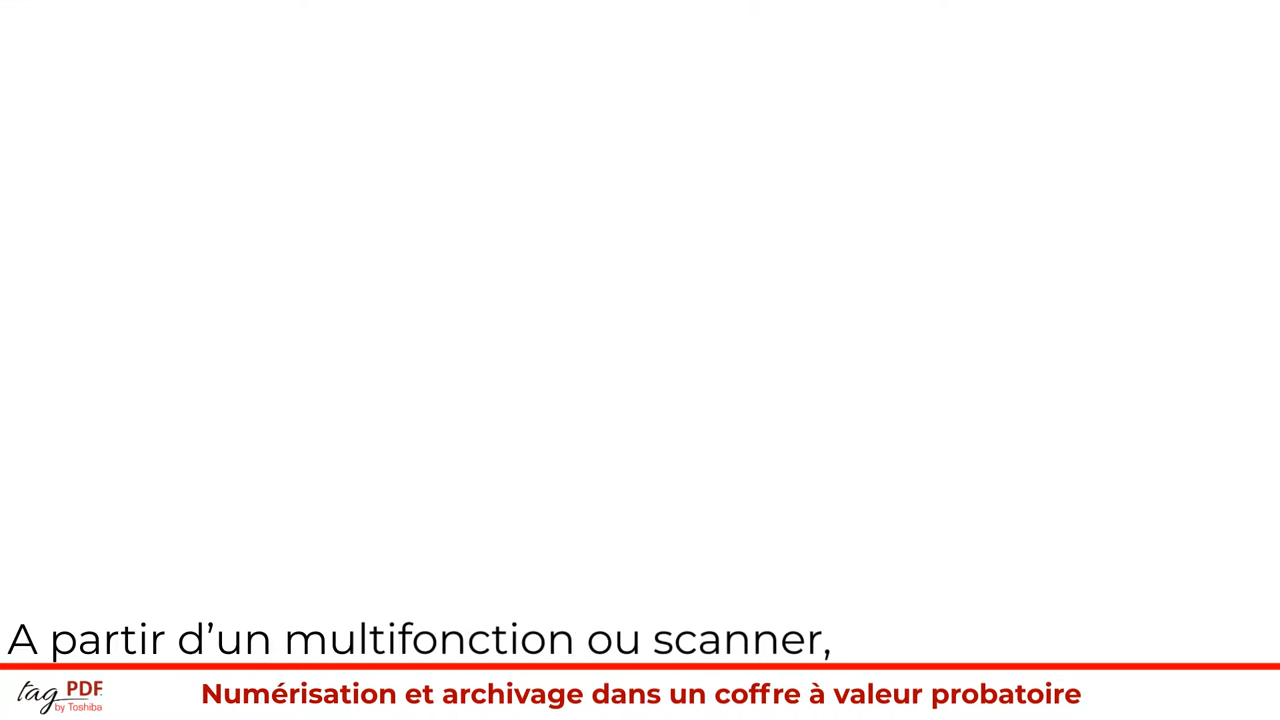 A partir d’un multifonction ou scanner,
tag PDF
by Toshiba
Numérisation et archivage dans un coffre à valeur probatoire